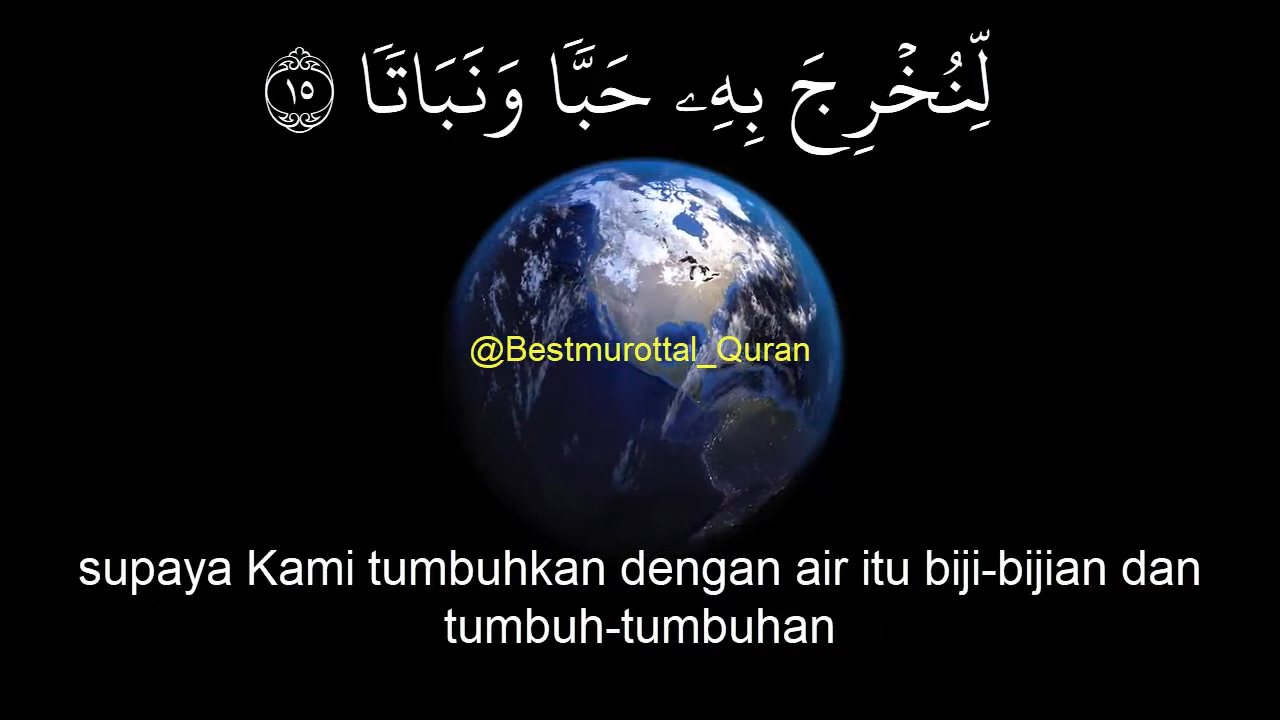 لِّنُخْرِجَ بِهِۦ حَبًّا وَنَبَاتًا ١٥
@Bestmurottal_Quran
supaya Kami tumbuhkan dengan air itu biji-bijian dan
tumbuh-tumbuhan